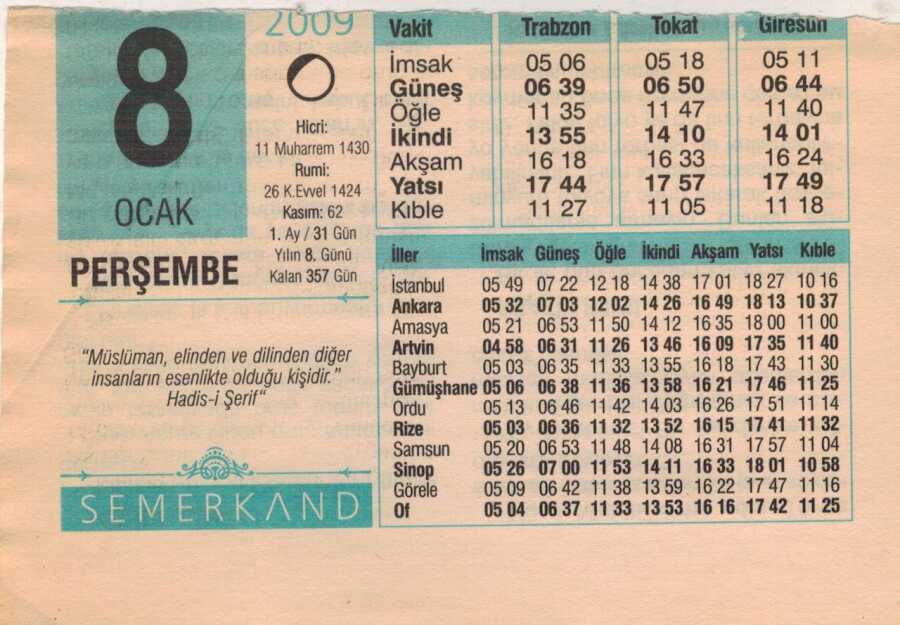 2009
8
OCAK
PERŞEMBE
Hicri:
11 Muharrem 1430
Rumi:
26 K.Evvel 1424
Kasım: 62
1. Ay / 31 Gün
Yılın 8. Günü
Kalan 357 Gün
"Müslüman, elinden ve dilinden diğer
insanların esenlikte olduğu kişidir."
Hadis-i Şerif"
SEMERKAND
Vakit Trabzon Tokat Giresun
İmsak 05 06 05 18 05 11
Güneş 06 39 06 50 06 44
Öğle 11 35 11 47 11 40
İkindi 13 55 14 10 14 01
Akşam 16 18 16 33 16 24
Yatsı 17 44 17 57 17 49
Kıble 11 27 11 05 11 18
İller İmsak Güneş Öğle İkindi Akşam Yatsı Kıble
İstanbul 05 49 07 22 12 18 14 38 17 01 18 27 10 16
Ankara 05 32 07 03 12 02 14 26 16 49 18 13 10 37
Amasya 05 21 06 53 11 50 14 12 16 35 18 00 11 00
Artvin 04 58 06 31 11 26 13 46 16 09 17 35 11 40
Bayburt 05 03 06 35 11 33 13 55 16 18 17 43 11 30
Gümüşhane 05 06 06 38 11 36 13 58 16 21 17 46 11 25
Ordu 05 13 06 46 11 42 14 03 16 26 17 51 11 14
Rize 05 03 06 36 11 32 13 52 16 15 17 41 11 32
Samsun 05 20 06 53 11 48 14 08 16 31 17 57 11 04
Sinop 05 26 07 00 11 53 14 11 16 33 18 01 10 58
Görele 05 09 06 42 11 38 13 59 16 22 17 47 11 16
Of 05 04 06 37 11 33 13 53 16 16 17 42 11 25